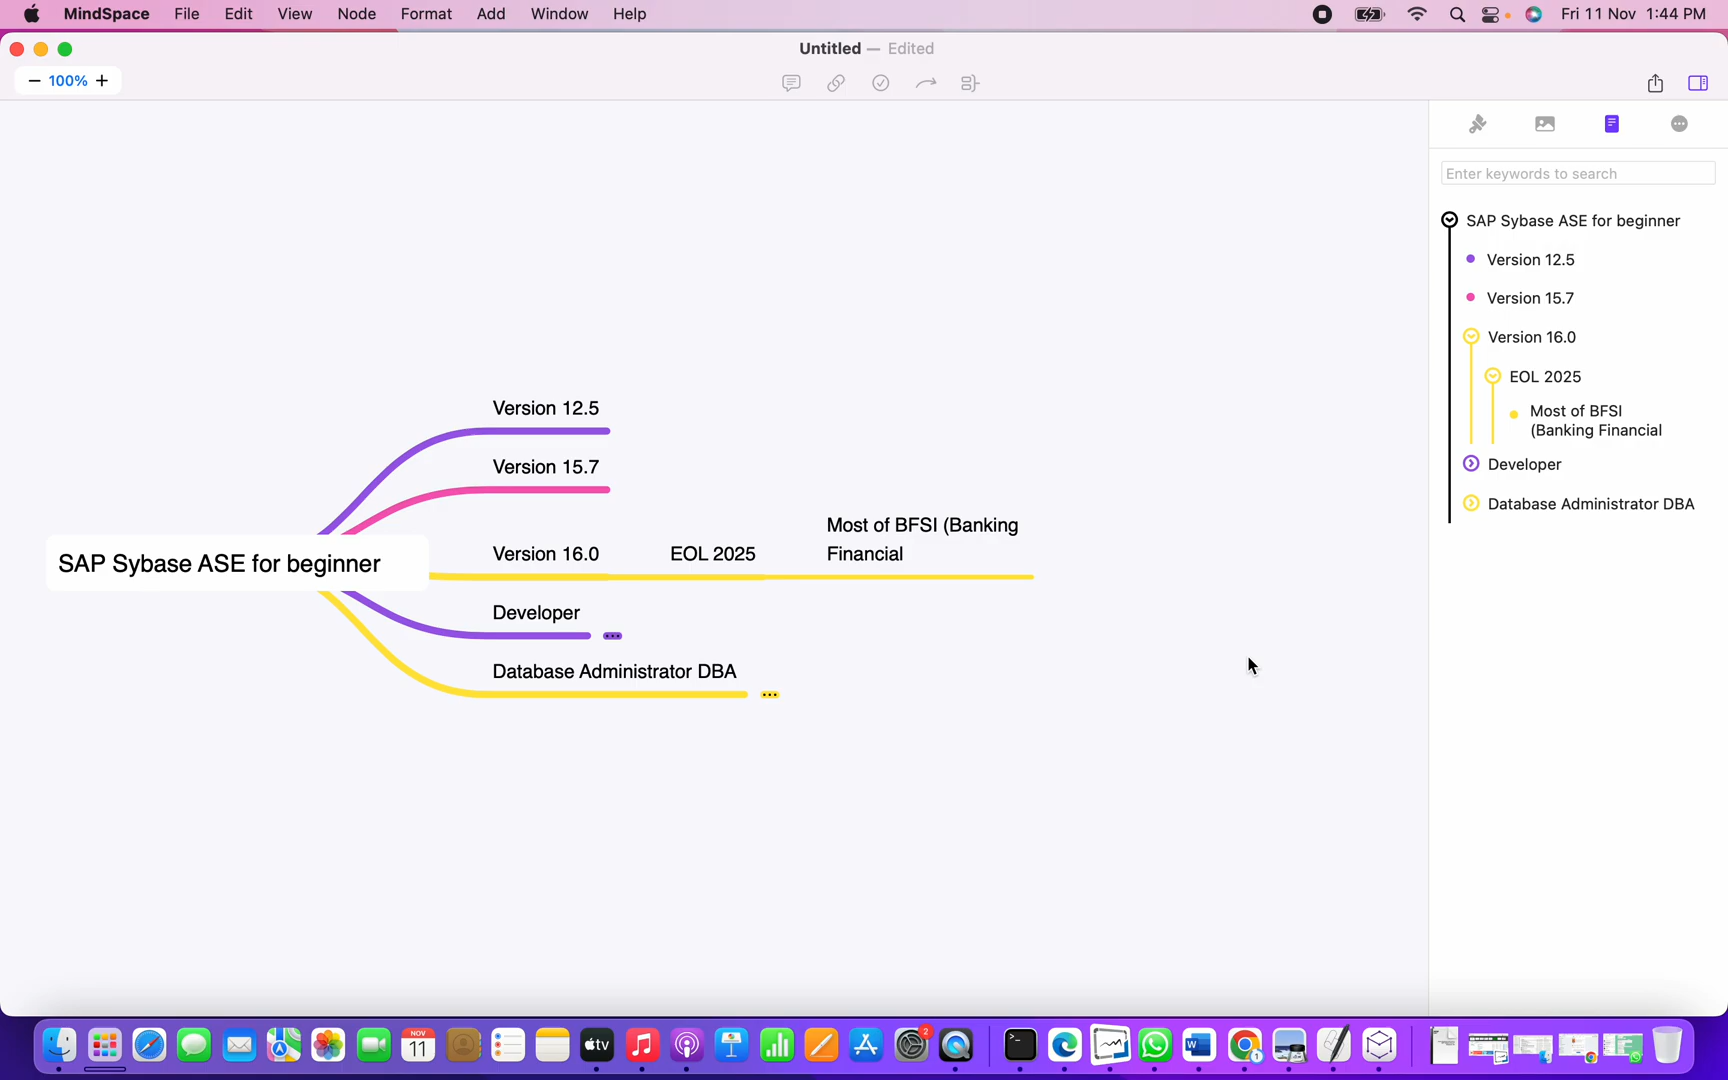 MindSpace File Edit View Node Format Add Window Help Fri 11 Nov 1:44 PM
Untitled — Edited
− 100% +
Enter keywords to search
SAP Sybase ASE for beginner
Version 12.5
Version 15.7
Version 16.0
EOL 2025
Most of BFSI
(Banking Financial
Developer
Database Administrator DBA
Version 12.5
Version 15.7
Most of BFSI (Banking
Financial
Version 16.0
EOL 2025
SAP Sybase ASE for beginner
Developer
Database Administrator DBA
NOV
11
tv
2
W
1